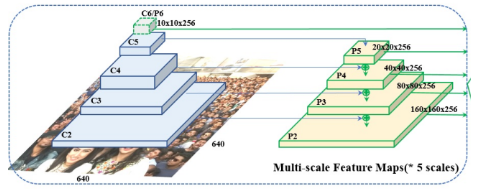 C6/P6
10x10x256
C5
P5
20x20x256
C4
P4
40x40x256
C3
P3
80x80x256
C2
P2
160x160x256
640
640
Multi-scale Feature Maps(* 5 scales)